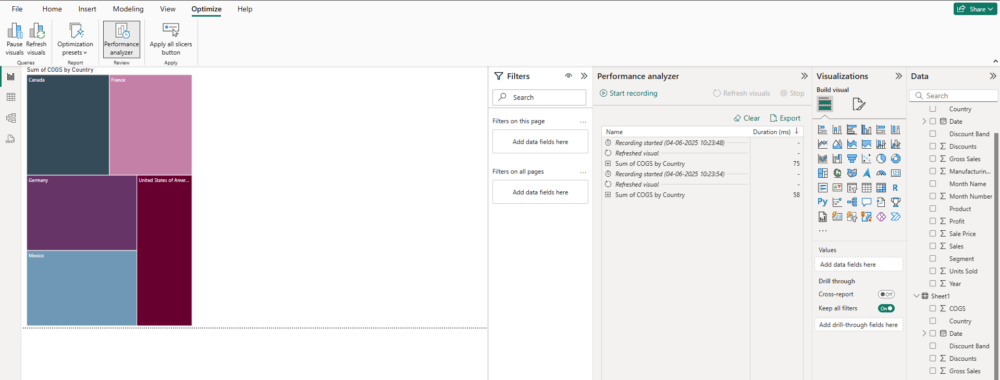 File Home Insert Modeling View Optimize Help
Share
Pause visuals
Refresh visuals
Optimization presets
Performance analyzer
Apply all slicers button
Queries
Report
Review
Apply
Sum of COGS by Country
Canada
France
Germany
United States of Amer...
Mexico
DAX
Filters
Search
Filters on this page ...
Add data fields here
Filters on all pages ...
Add data fields here
Performance analyzer
Start recording
Refresh visuals
Stop
Clear
Export
Name Duration (ms)
Recording started (04-06-2025 10:23:48) -
Refreshed visual -
Sum of COGS by Country 75
Recording started (04-06-2025 10:23:54) -
Refreshed visual -
Sum of COGS by Country 58
Visualizations
Build visual
123
R
Py
123
...
Values
Add data fields here
Drill through
Cross-report Off
Keep all filters On
Add drill-through fields here
Data
Search
Country
Date
Discount Band
Discounts
Gross Sales
Manufacturin...
Month Name
Month Number
Product
Profit
Sale Price
Sales
Segment
Units Sold
Year
Sheet1
COGS
Country
Date
Discount Band
Discounts
Gross Sales